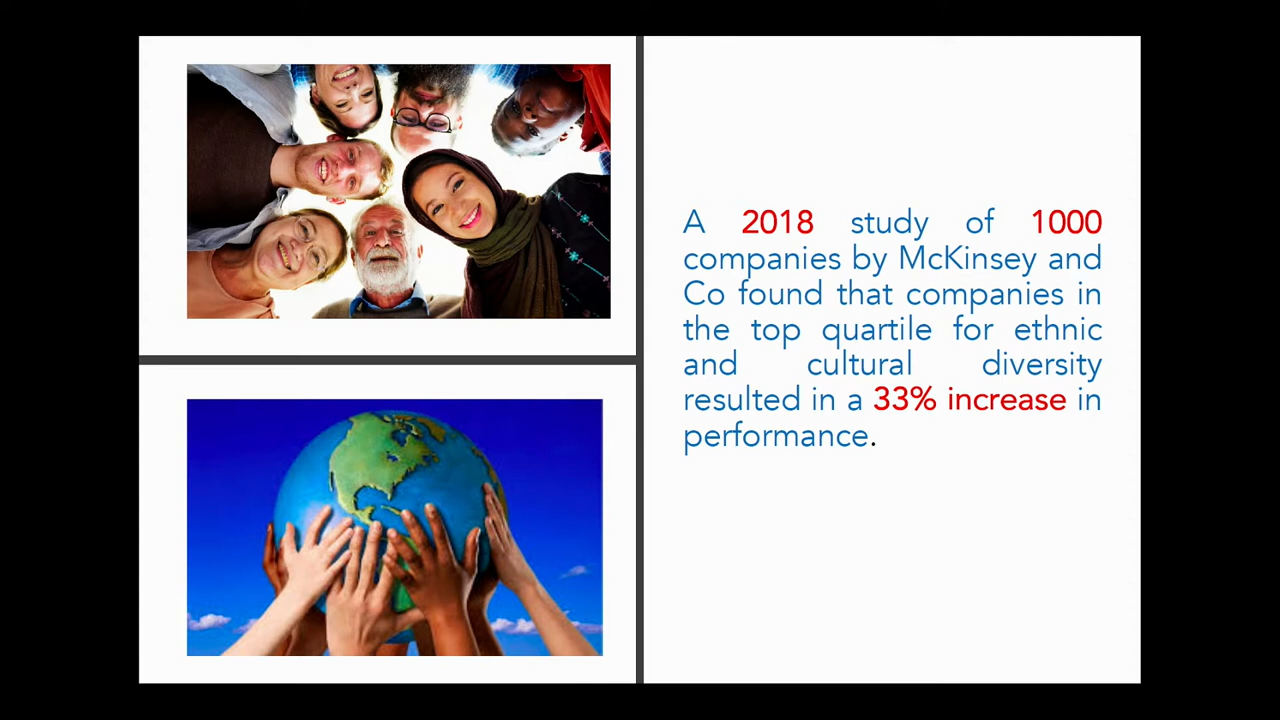 A 2018 study of 1000
companies by McKinsey and
Co found that companies in
the top quartile for ethnic
and cultural diversity
resulted in a 33% increase in
performance.